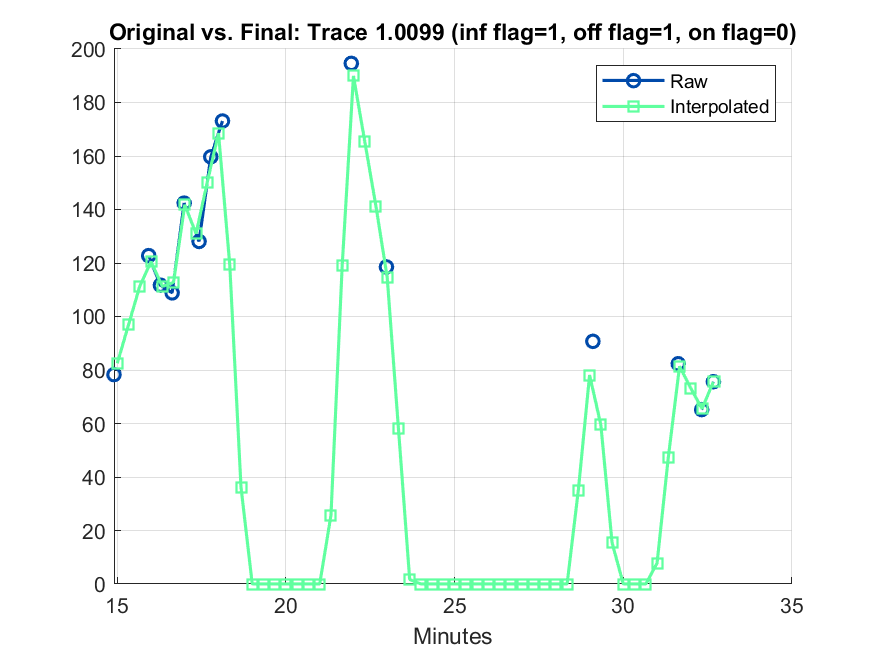 Original vs. Final: Trace 1.0099 (inf flag=1, off flag=1, on flag=0)
200
180
160
140
120
100
80
60
40
20
0
Raw
Interpolated
15 20 25 30 35
Minutes